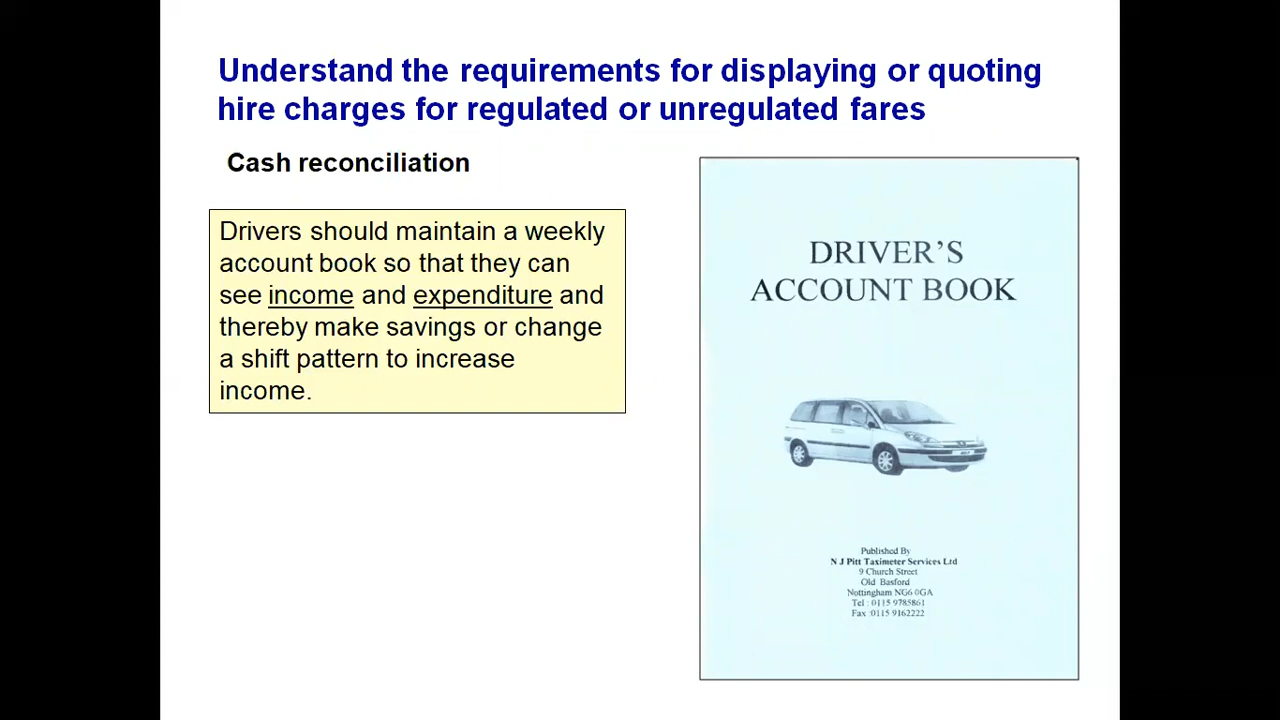 Understand the requirements for displaying or quoting
hire charges for regulated or unregulated fares
Cash reconciliation
Drivers should maintain a weekly
account book so that they can
see income and expenditure and
thereby make savings or change
a shift pattern to increase
income.
DRIVER'S
ACCOUNT BOOK
Published By
N J Pitt Taximeter Services Ltd
9 Church Street
Old Basford
Nottingham NG6 0GA
Tel : 0115 9785861
Fax :0115 9162222